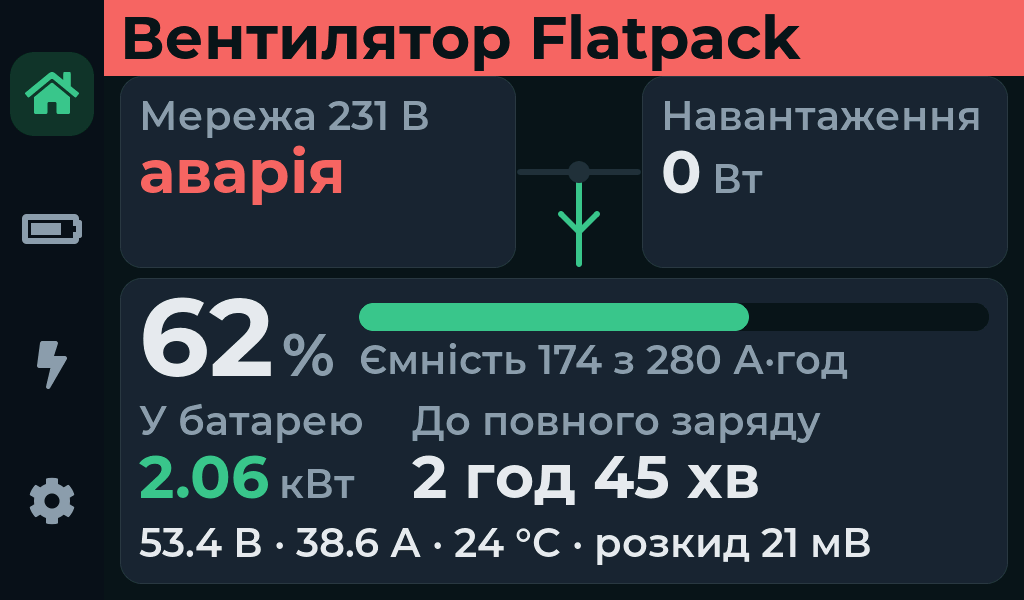 Вентилятор Flatpack
Мережа 231 В
аварія
Навантаження
0 Вт
62 %
Ємність 174 з 280 А·год
У батарею
2.06 кВт
До повного заряду
2 год 45 хв
53.4 В · 38.6 А · 24 °C · розкид 21 мВ